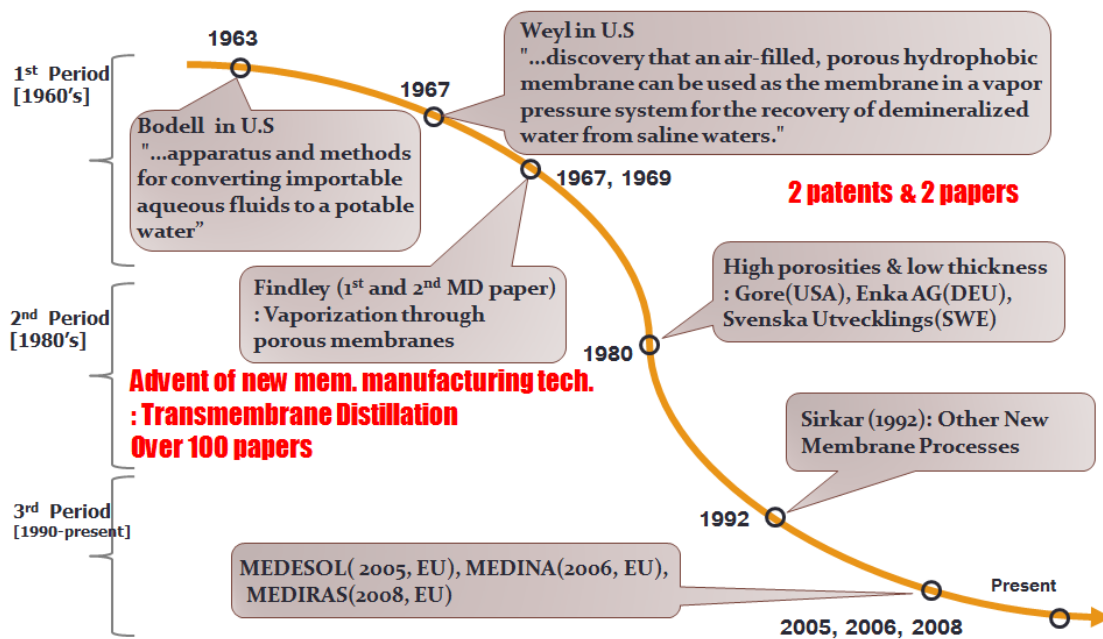 1963
1st Period
[1960's]
Bodell in U.S
"...apparatus and methods
for converting importable
aqueous fluids to a potable
water”
1967
Weyl in U.S
"...discovery that an air-filled, porous hydrophobic
membrane can be used as the membrane in a vapor
pressure system for the recovery of demineralized
water from saline waters."
1967, 1969
2 patents & 2 papers
Findley (1st and 2nd MD paper)
: Vaporization through
porous membranes
2nd Period
[1980’s]
High porosities & low thickness
: Gore(USA), Enka AG(DEU),
Svenska Utvecklings(SWE)
1980
Advent of new mem. manufacturing tech.
: Transmembrane Distillation
Over 100 papers
Sirkar (1992): Other New
Membrane Processes
3rd Period
[1990-present]
1992
MEDESOL( 2005, EU), MEDINA(2006, EU),
MEDIRAS(2008, EU)
Present
2005, 2006, 2008